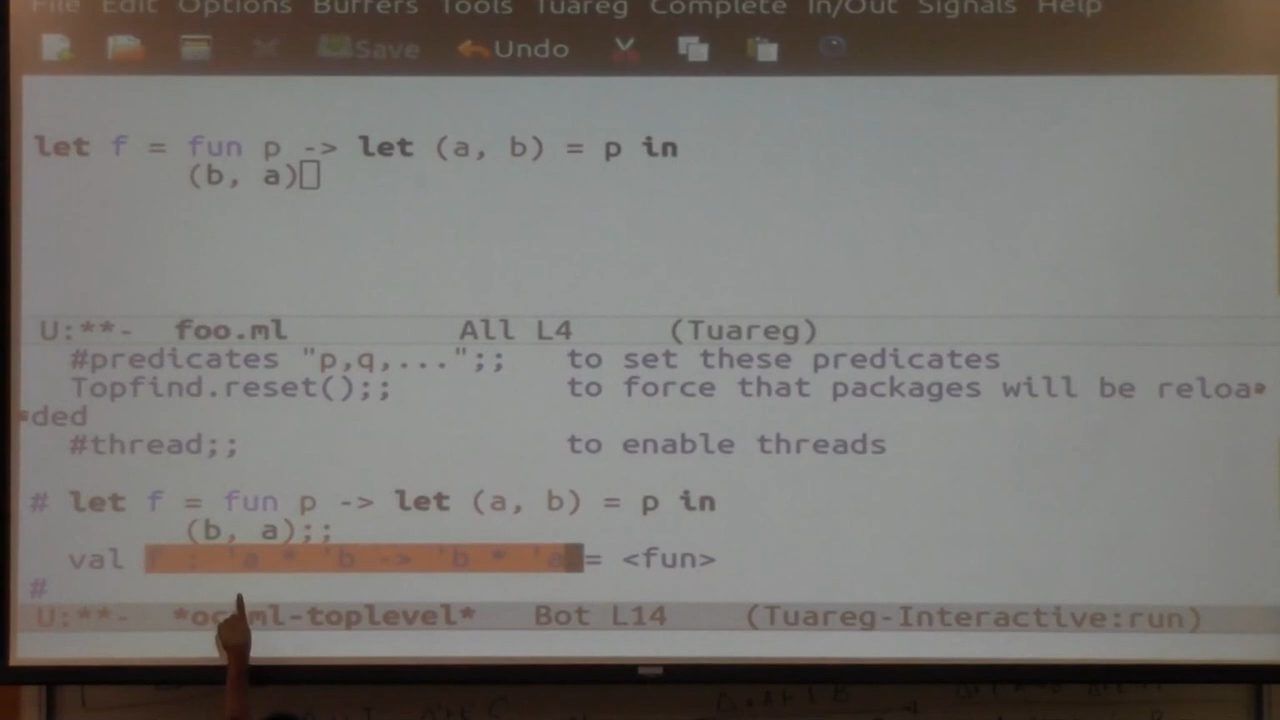 File Edit Options Buffers Tools Tuareg Complete In/Out Signals Help
Save Undo
let f = fun p -> let (a, b) = p in
(b, a)
U:**- foo.ml All L4 (Tuareg)
#predicates "p,q,...";; to set these predicates
Topfind.reset();; to force that packages will be reloa
ded
#thread;; to enable threads
# let f = fun p -> let (a, b) = p in
(b, a);;
val f : 'a * 'b -> 'b * 'a = <fun>
#
U:**- Bot L14 (Tuareg-Interactive:run)